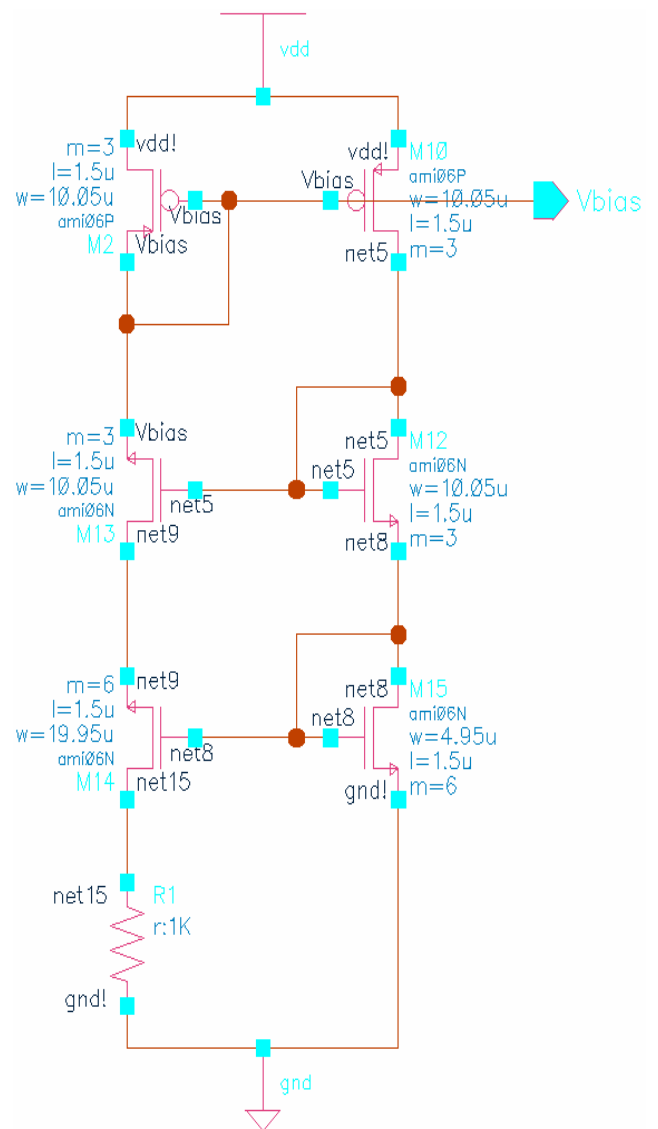 vdd
m=3
l=1.5u
w=10.05u
ami06P
M2
vdd!
Vbias
Vbias
vdd!
Vbias
net5
M10
ami06P
w=10.05u
l=1.5u
m=3
Vbias
m=3
l=1.5u
w=10.05u
ami06N
M13
Vbias
net5
net9
net5
net5
net8
M12
ami06N
w=10.05u
l=1.5u
m=3
m=6
l=1.5u
w=19.95u
ami06N
M14
net9
net8
net15
net8
net8
gnd!
M15
ami06N
w=4.95u
l=1.5u
m=6
net15
R1
r:1K
gnd!
gnd